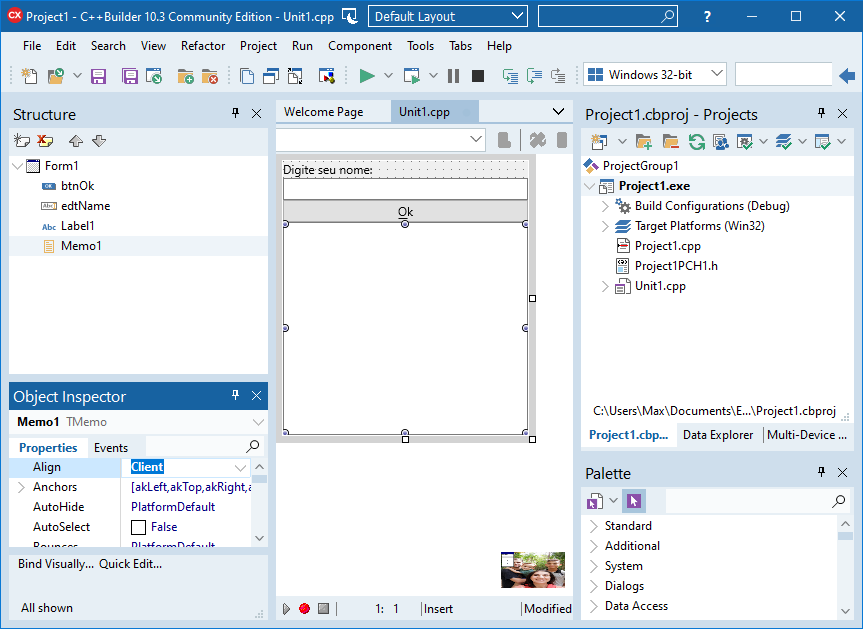 Project1 - C++Builder 10.3 Community Edition - Unit1.cpp
Default Layout
?
File Edit Search View Refactor Project Run Component Tools Tabs Help
Windows 32-bit
Structure
Form1
btnOk
edtName
Abc Label1
Memo1
Object Inspector
Memo1 TMemo
Properties Events
Align Client
Anchors [akLeft,akTop,akRight,a
AutoHide PlatformDefault
AutoSelect False
Bounces PlatformDefault
Bind Visually... Quick Edit...
All shown
Welcome Page Unit1.cpp
Digite seu nome:
Ok
1: 1 Insert Modified
Project1.cbproj - Projects
ProjectGroup1
Project1.exe
Build Configurations (Debug)
Target Platforms (Win32)
Project1.cpp
Project1PCH1.h
Unit1.cpp
C:\Users\Max\Documents\E...\Project1.cbproj
Project1.cbp... Data Explorer Multi-Device ...
Palette
Standard
Additional
System
Dialogs
Data Access